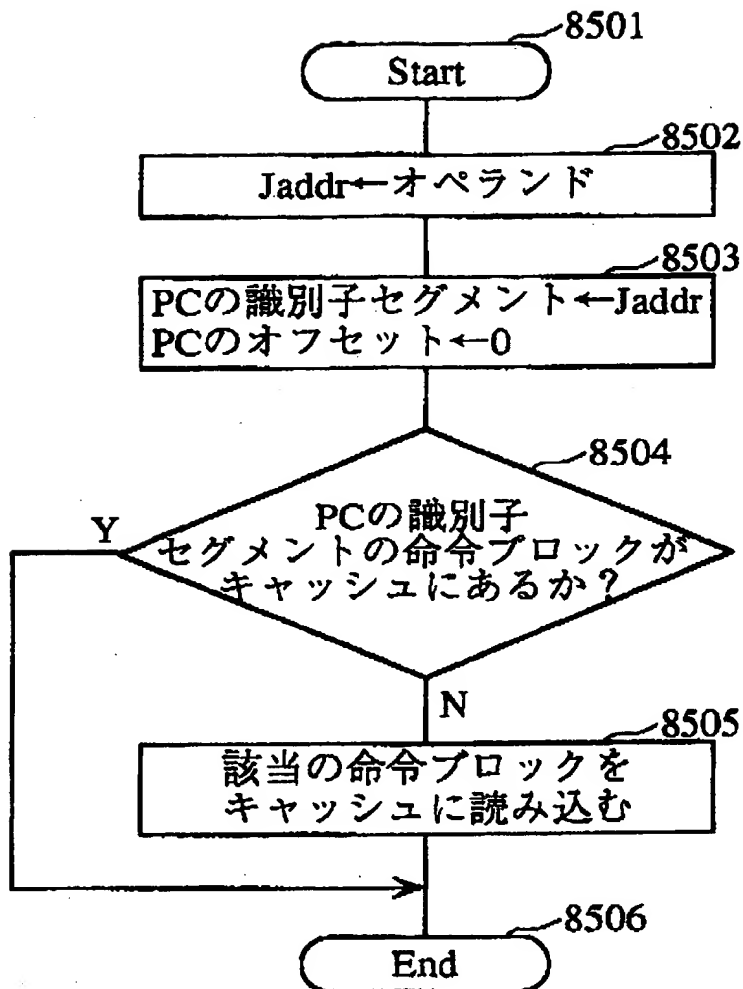 8501
Start
8502
Jaddr←オペランド
8503
PCの識別子セグメント←Jaddr
PCのオフセット←0
8504
PCの識別子
セグメントの命令ブロックが
キャッシュにあるか？
Y
N
8505
該当の命令ブロックを
キャッシュに読み込む
8506
End